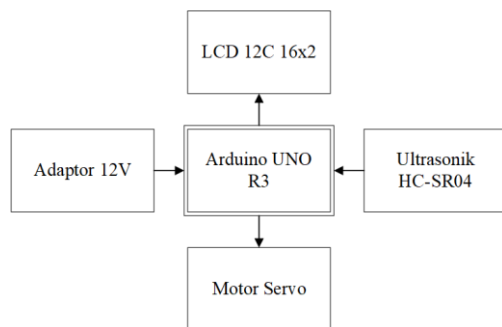 LCD 12C 16x2
Adaptor 12V
Arduino UNO
R3
Ultrasonik
HC-SR04
Motor Servo